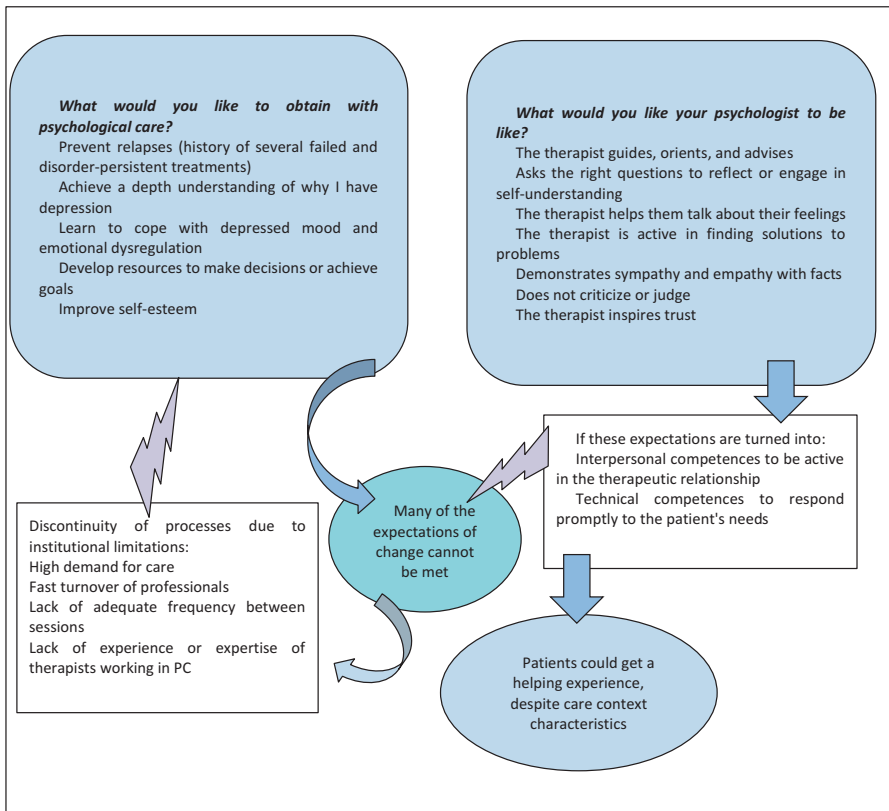 What would you like to obtain with
psychological care?
Prevent relapses (history of several failed and
disorder-persistent treatments)
Achieve a depth understanding of why I have
depression
Learn to cope with depressed mood and
emotional dysregulation
Develop resources to make decisions or achieve
goals
Improve self-esteem
What would you like your psychologist to be
like?
The therapist guides, orients, and advises
Asks the right questions to reflect or engage in
self-understanding
The therapist helps them talk about their feelings
The therapist is active in finding solutions to
problems
Demonstrates sympathy and empathy with facts
Does not criticize or judge
The therapist inspires trust
If these expectations are turned into:
Interpersonal competences to be active
in the therapeutic relationship
Technical competences to respond
promptly to the patient's needs
Many of the
expectations of
change cannot
be met
Discontinuity of processes due to
institutional limitations:
High demand for care
Fast turnover of professionals
Lack of adequate frequency between
sessions
Lack of experience or expertise of
therapists working in PC
Patients could get a
helping experience,
despite care context
characteristics